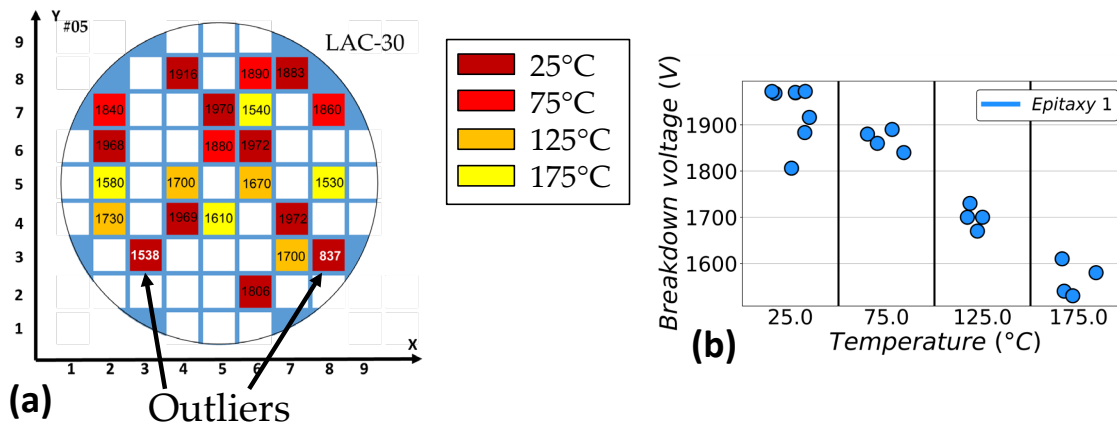 Y
#05
LAC-30
9
8
7
6
5
4
3
2
1
1916
1890
1883
1840
1970
1540
1860
1968
1880
1972
1580
1700
1670
1530
1730
1969
1610
1972
1538
1700
837
1806
X
1 2 3 4 5 6 7 8 9
(a)
Outliers
25°C
75°C
125°C
175°C
Breakdown voltage (V)
1900
1800
1700
1600
Epitaxy 1
25.0 75.0 125.0 175.0
Temperature (°C)
(b)